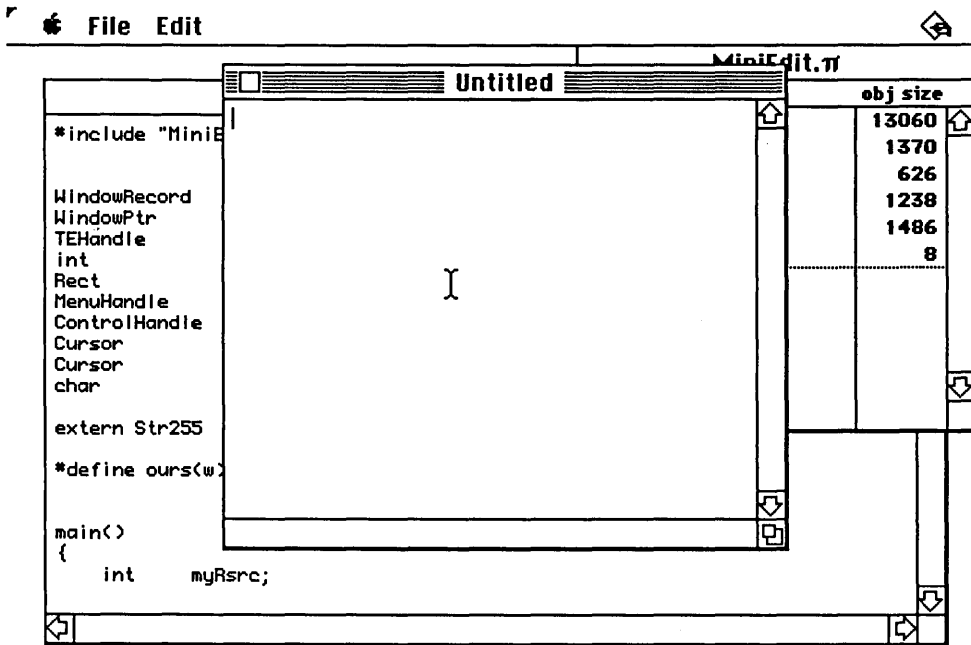 File Edit
MiniEdit.π
Untitled
obj size
13060
1370
626
1238
1486
8
#include "MiniE
WindowRecord
WindowPtr
TEHandle
int
Rect
MenuHandle
ControlHandle
Cursor
Cursor
char
extern Str255
#define ours(w)
main()
{
int myRsrc;